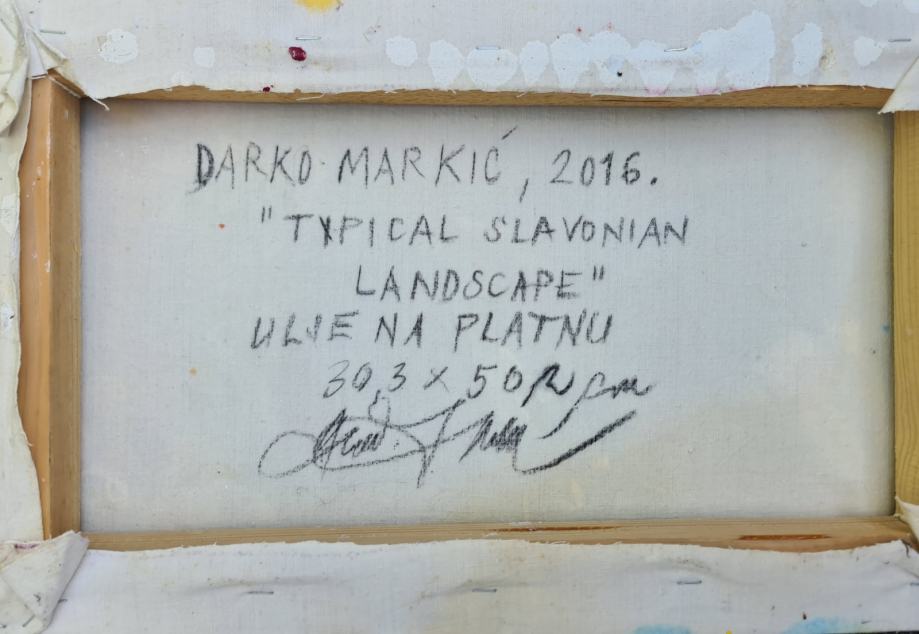 DARKO MARKIĆ, 2016.
"TYPICAL SLAVONIAN
LANDSCAPE"
ULJE NA PLATNU
30,3 x 50,2 cm